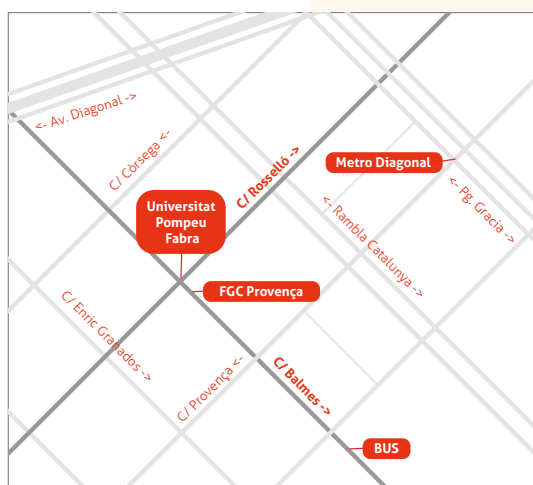 <- Av. Diagonal ->
C/ Còrsega <-
C/ Rosselló ->
Metro Diagonal
<- Pg. Gracia ->
Universitat
Pompeu
Fabra
<- Rambla Catalunya ->
FGC Provença
C/ Enric Granados ->
C/ Provença <-
C/ Balmes ->
BUS